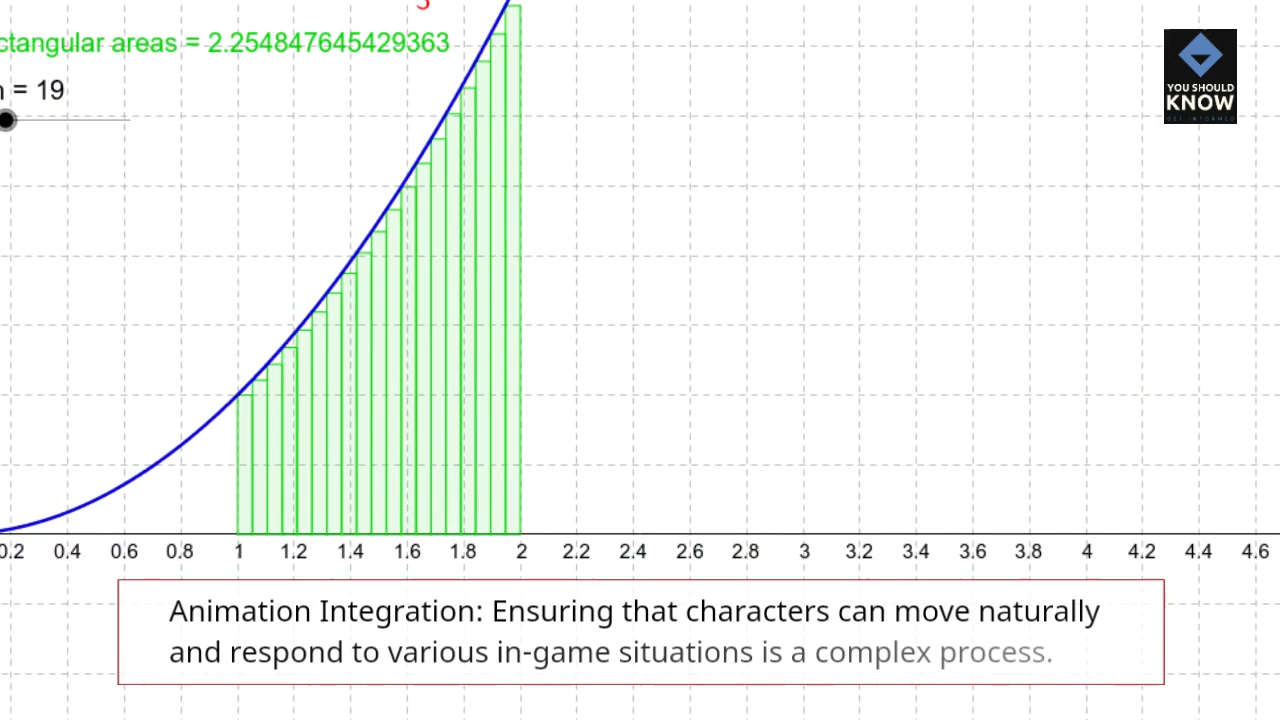 ctangular areas = 2.254847645429363
n = 19
YOU SHOULD
KNOW
GET INFORMED
0.2 0.4 0.6 0.8 1 1.2 1.4 1.6 1.8 2 2.2 2.4 2.6 2.8 3 3.2 3.4 3.6 3.8 4 4.2 4.4 4.6
Animation Integration: Ensuring that characters can move naturally
and respond to various in-game situations is a complex process.